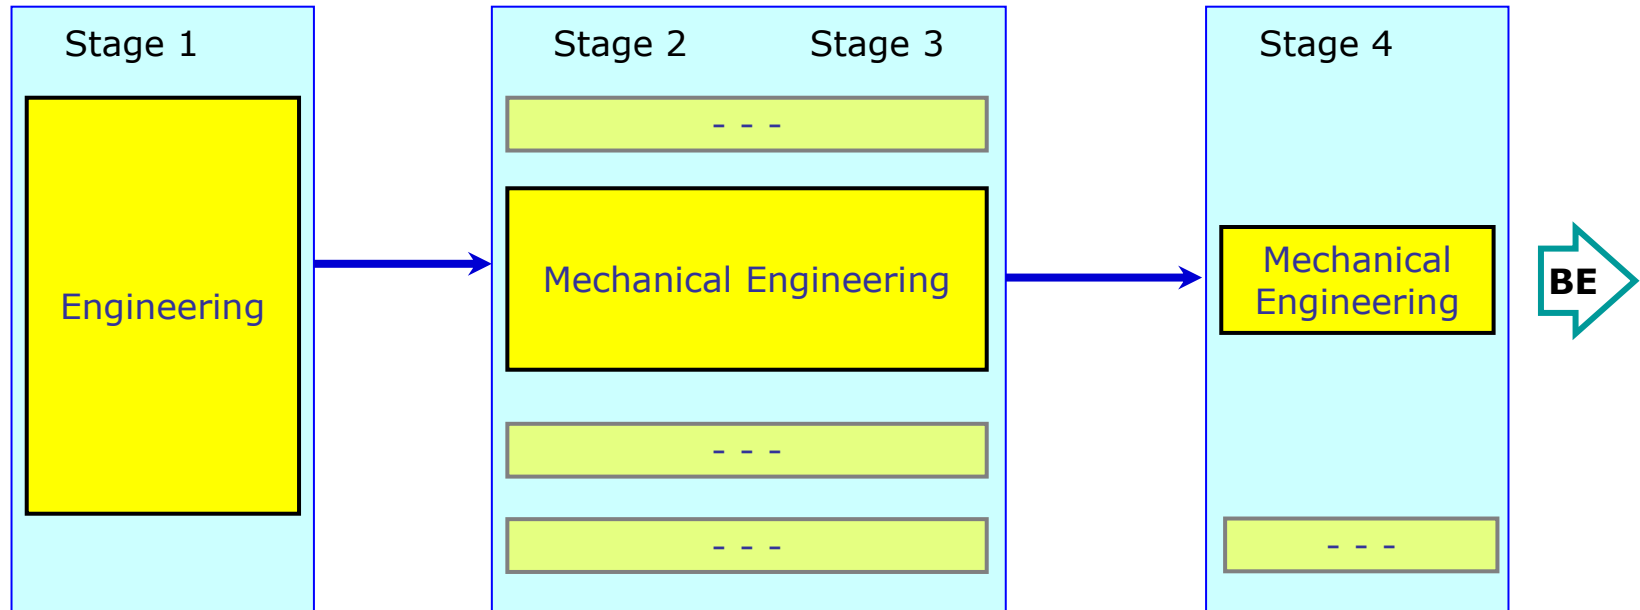 Stage 1
Stage 2
Stage 3
Stage 4
Engineering
- - -
Mechanical Engineering
- - -
- - -
Mechanical
Engineering
- - -
BE